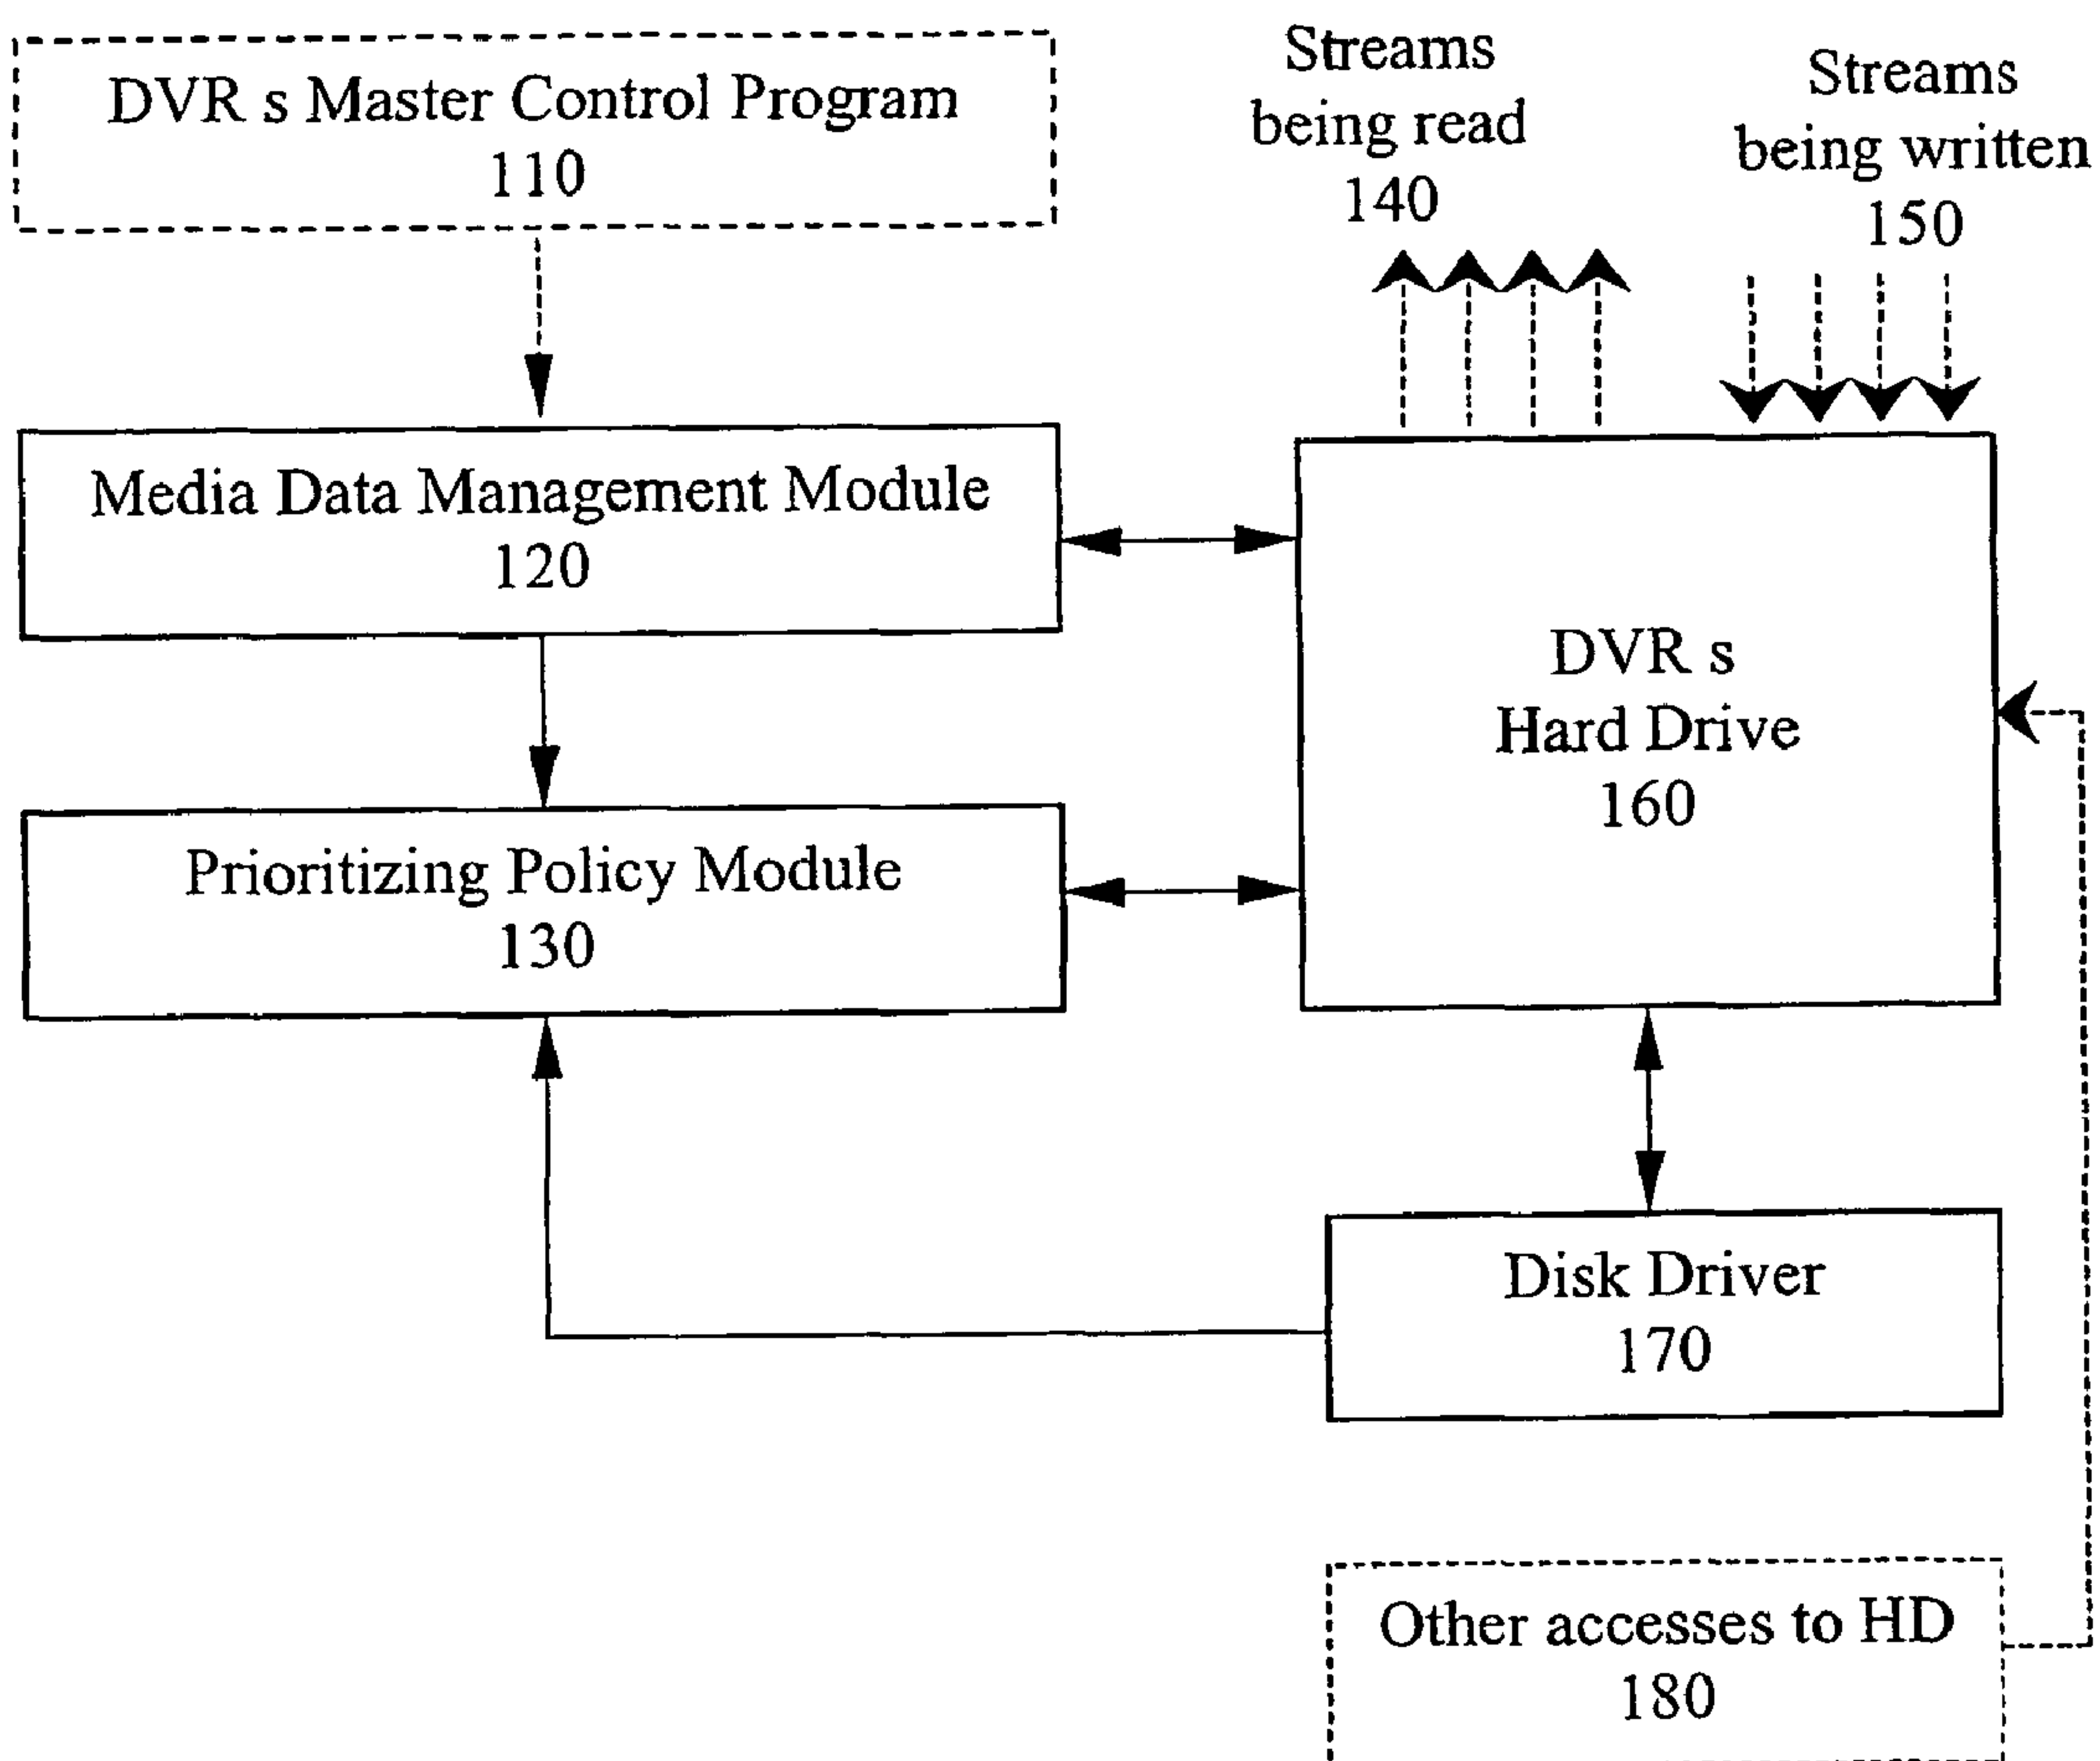 DVR s Master Control Program
110
Streams
being read
140
Streams
being written
150
Media Data Management Module
120
DVR s
Hard Drive
160
Prioritizing Policy Module
130
Disk Driver
170
Other accesses to HD
180